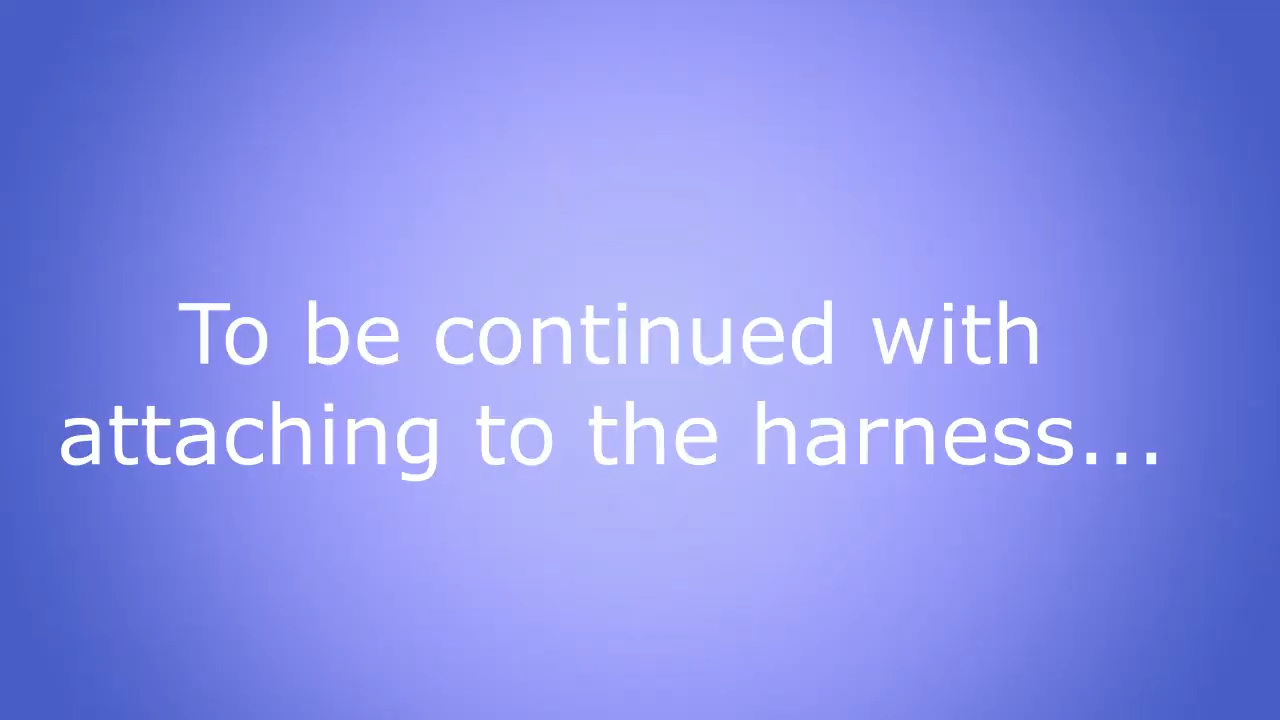 To be continued with
attaching to the harness...